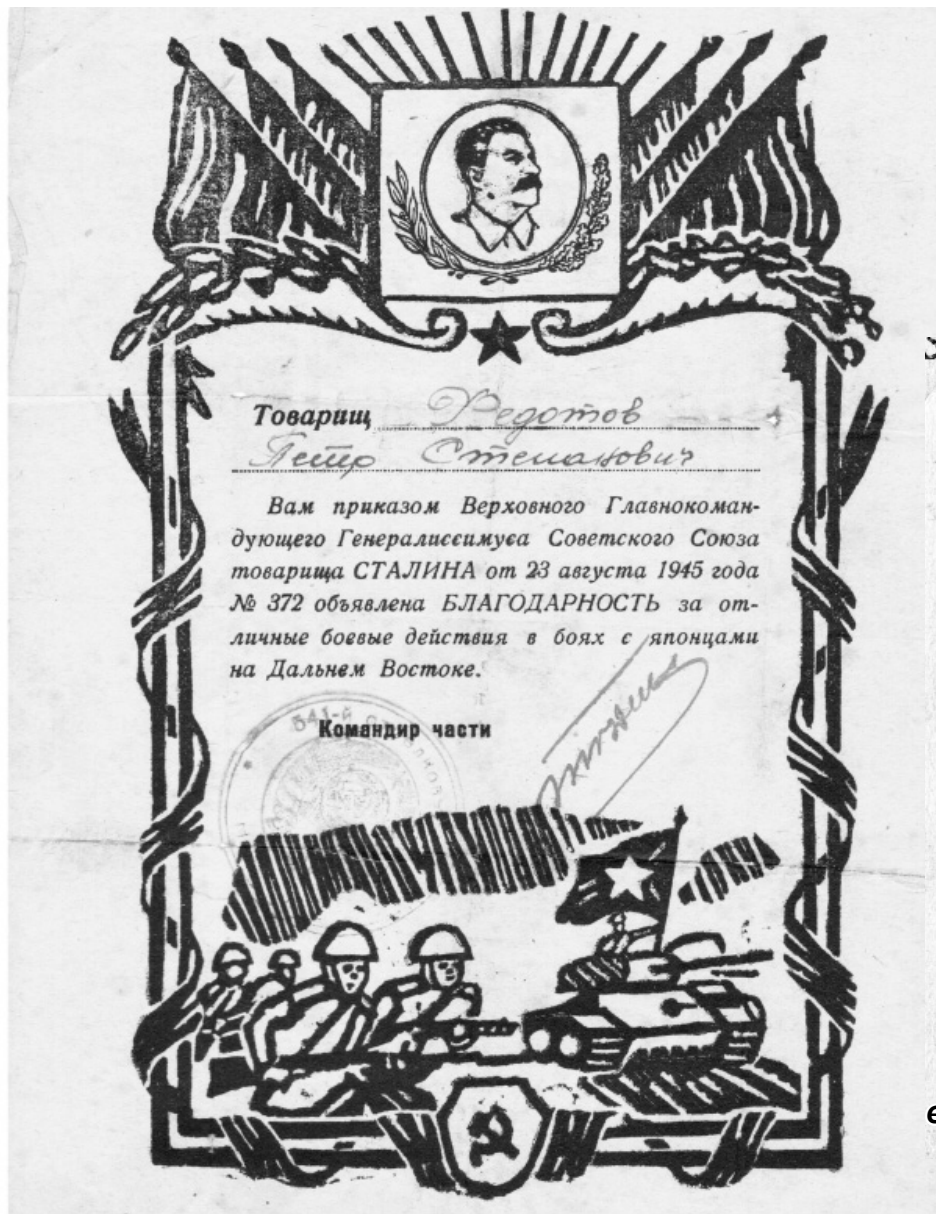 Товарищ Федотов
Петр Степанович
Вам приказом Верховного Главнокоман-
дующего Генералиссимуса Советского Союза
товарища СТАЛИНА от 23 августа 1945 года
№ 372 объявлена БЛАГОДАРНОСТЬ за от-
личные боевые действия в боях с японцами
на Дальнем Востоке.
Командир части